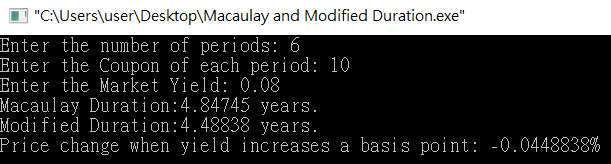 "C:\Users\user\Desktop\Macaulay and Modified Duration.exe"
Enter the number of periods: 6
Enter the Coupon of each period: 10
Enter the Market Yield: 0.08
Macaulay Duration:4.84745 years.
Modified Duration:4.48838 years.
Price change when yield increases a basis point: -0.0448838%